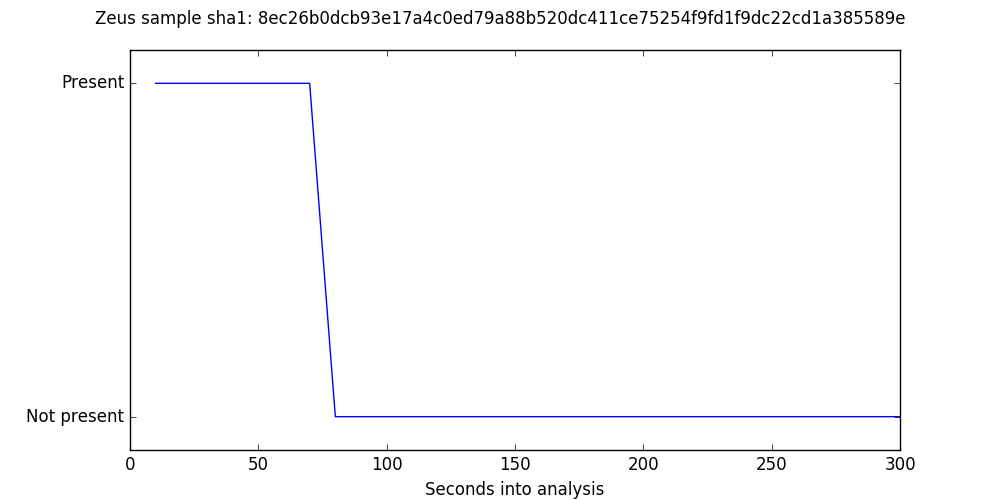 Zeus sample sha1: 8ec26b0dcb93e17a4c0ed79a88b520dc411ce75254f9fd1f9dc22cd1a385589e
Present
Not present
0 50 100 150 200 250 300
Seconds into analysis